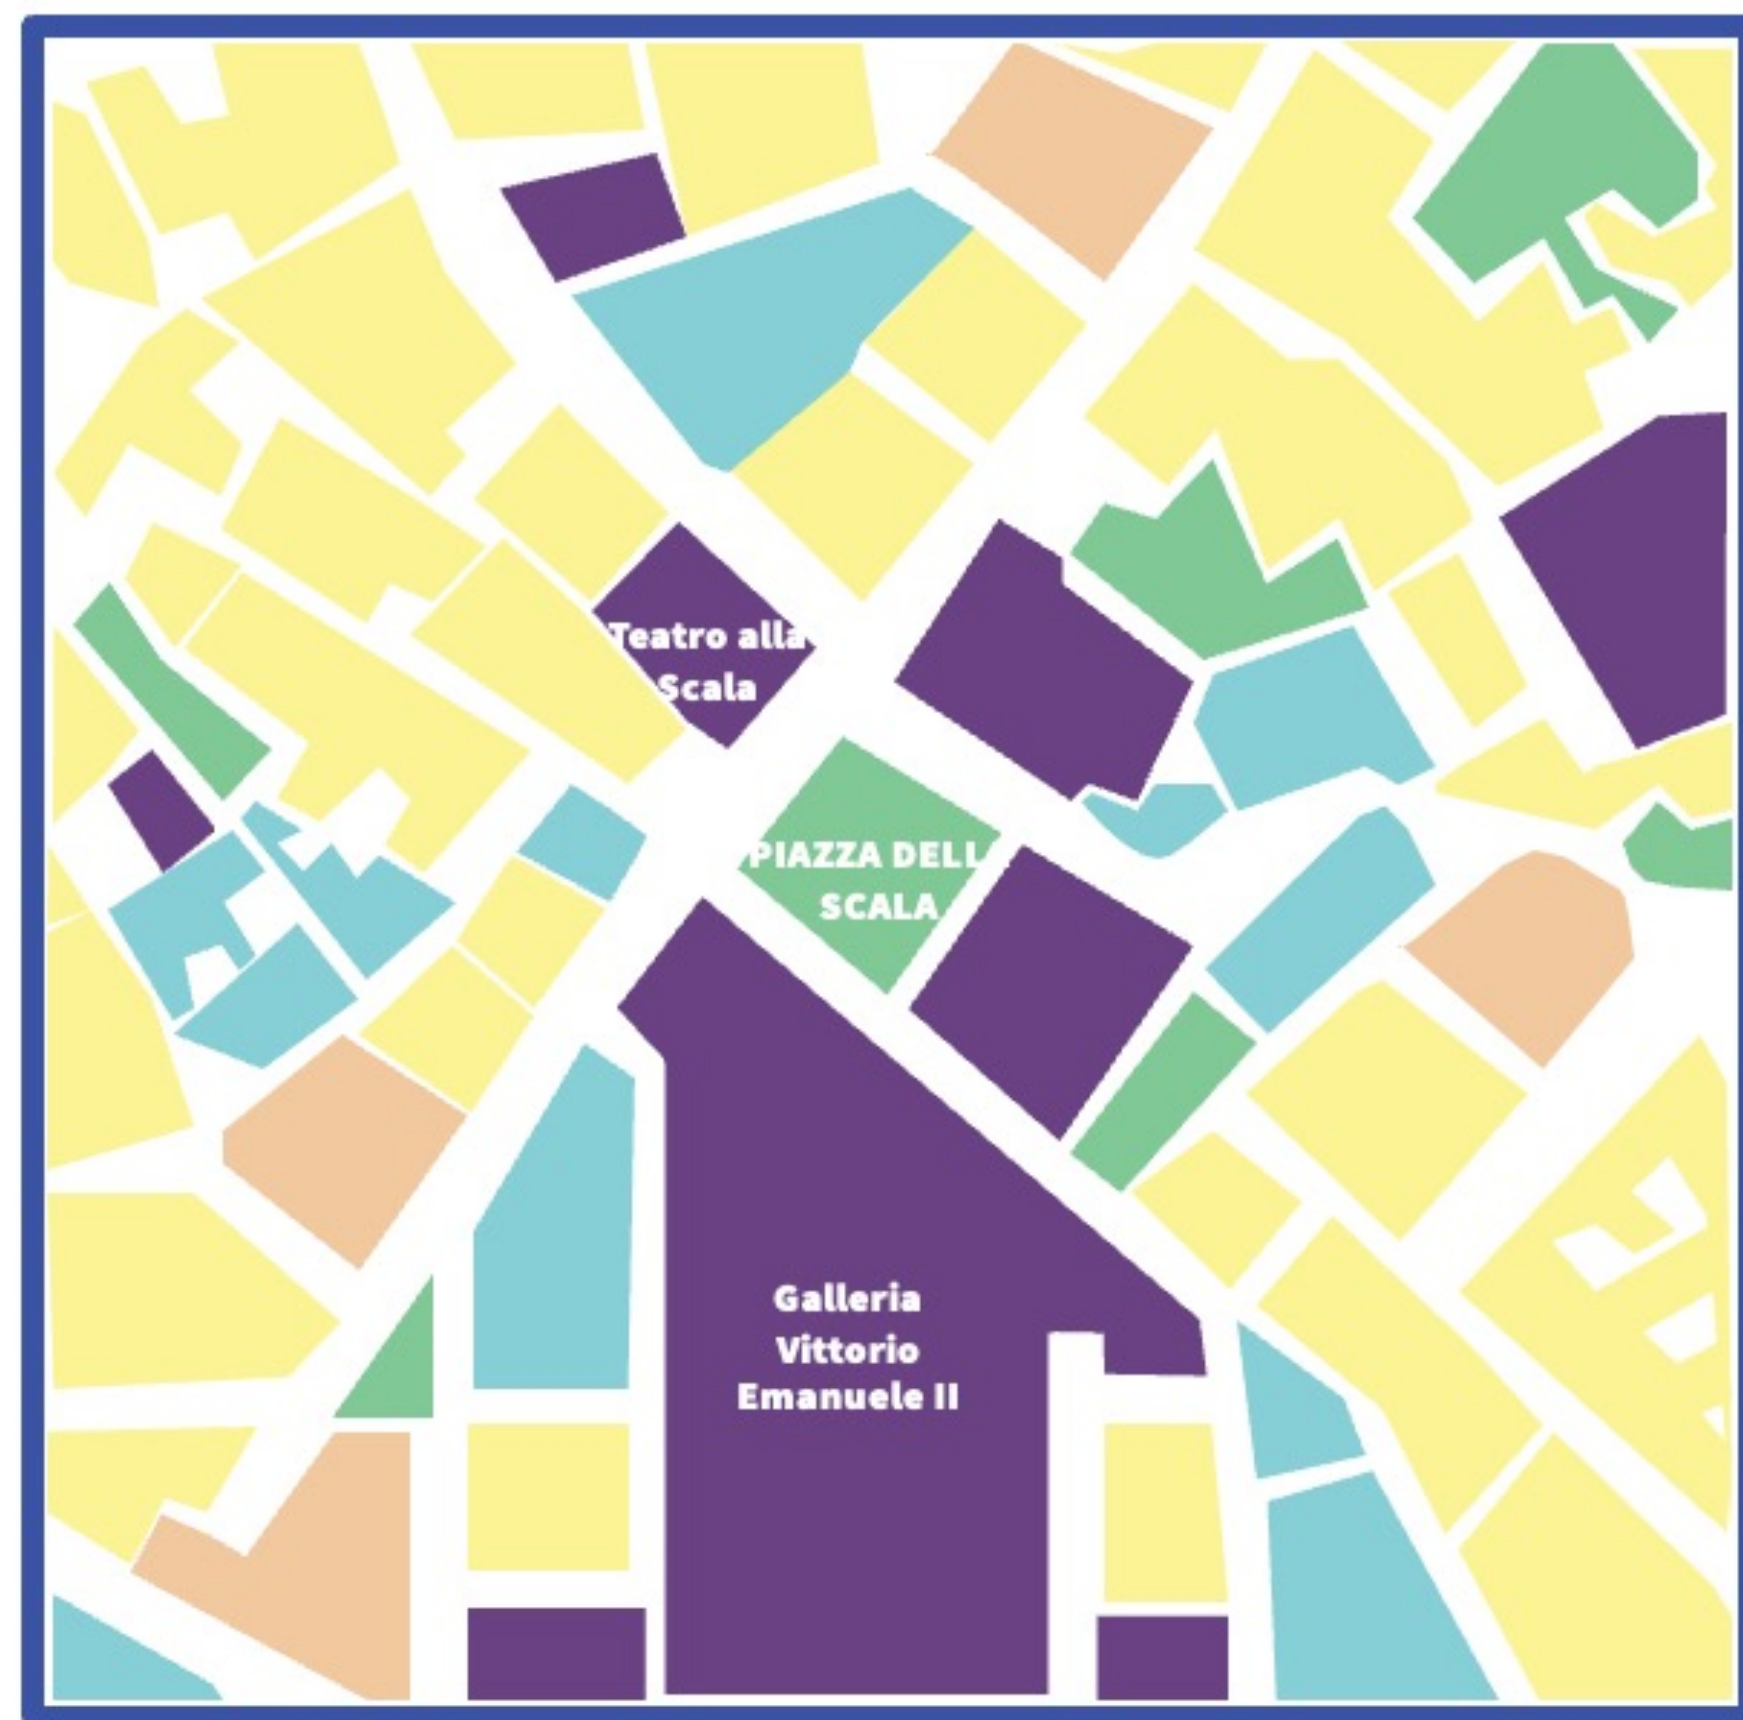 Teatro alla
Scala
PIAZZA DELL
SCALA
Galleria
Vittorio
Emanuele II